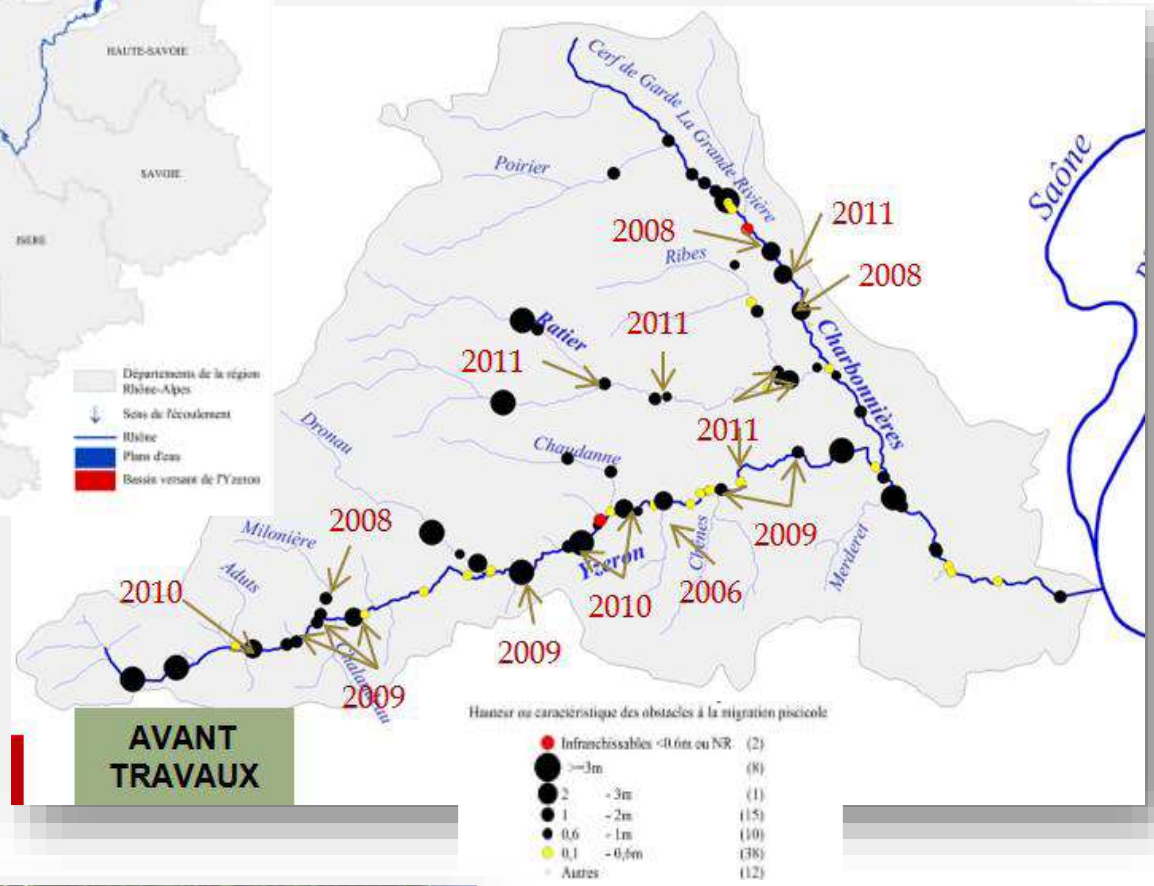 HAUTE-SAVOIE
SAVOIE
ISERE
Départements de la région
Rhône-Alpes
Sens de l'écoulement
Rhône
Plans d'eau
Bassin versant de l'Yzeron
Cerf de Garde La Grande Rivière
Poirier
Saône
2008
2011
Ribes
2008
Ratier
2011
2011
Charbonnières
Dronau
2011
Chaudanne
2008
Milonière
2009
Chênes
Merderet
Yzeron
Aduts
2010
2010
2006
2009
2009
AVANT
TRAVAUX
Hauteur ou caractéristique des obstacles à la migration piscicole
Infranchissables <0.6m ou NR (2)
>=3m (8)
2 - 3m (1)
1 - 2m (15)
0,6 - 1m (10)
0,1 - 0,6m (38)
Autres (12)